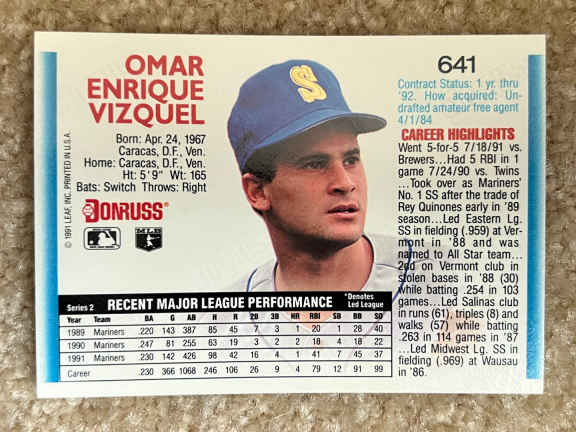 OMAR
ENRIQUE
VIZQUEL
Born: Apr. 24, 1967
Caracas, D.F., Ven.
Home: Caracas, D.F., Ven.
Ht: 5' 9" Wt: 165
Bats: Switch Throws: Right
DONRUSS
© 1991 LEAF, INC. PRINTED IN U.S.A.
S
641
Contract Status: 1 yr. thru
'92. How acquired: Un-
drafted amateur free agent
4/1/84
CAREER HIGHLIGHTS
Went 5-for-5 7/18/91 vs.
Brewers...Had 5 RBI in 1
game 7/24/90 vs. Twins
...Took over as Mariners'
No. 1 SS after the trade of
Rey Quinones early in '89
season...Led Eastern Lg.
SS in fielding (.959) at Ver-
mont in '88 and was
named to All Star team...
2nd on Vermont club in
stolen bases in '88 (30)
while batting .254 in 103
games...Led Salinas club
in runs (61), triples (8) and
walks (57) while batting
.263 in 114 games in '87
...Led Midwest Lg. SS in
fielding (.969) at Wausau
in '86.
Series 2 RECENT MAJOR LEAGUE PERFORMANCE *Denotes
Led League
Year Team BA G AB H R 2B 3B HR RBI SB BB SO
1989 Mariners .220 143 387 85 45 7 3 1 20 1 28 40
1990 Mariners .247 81 255 63 19 3 2 2 18 4 18 22
1991 Mariners .230 142 426 98 42 16 4 1 41 7 45 37
Career .230 366 1068 246 106 26 9 4 79 12 91 99